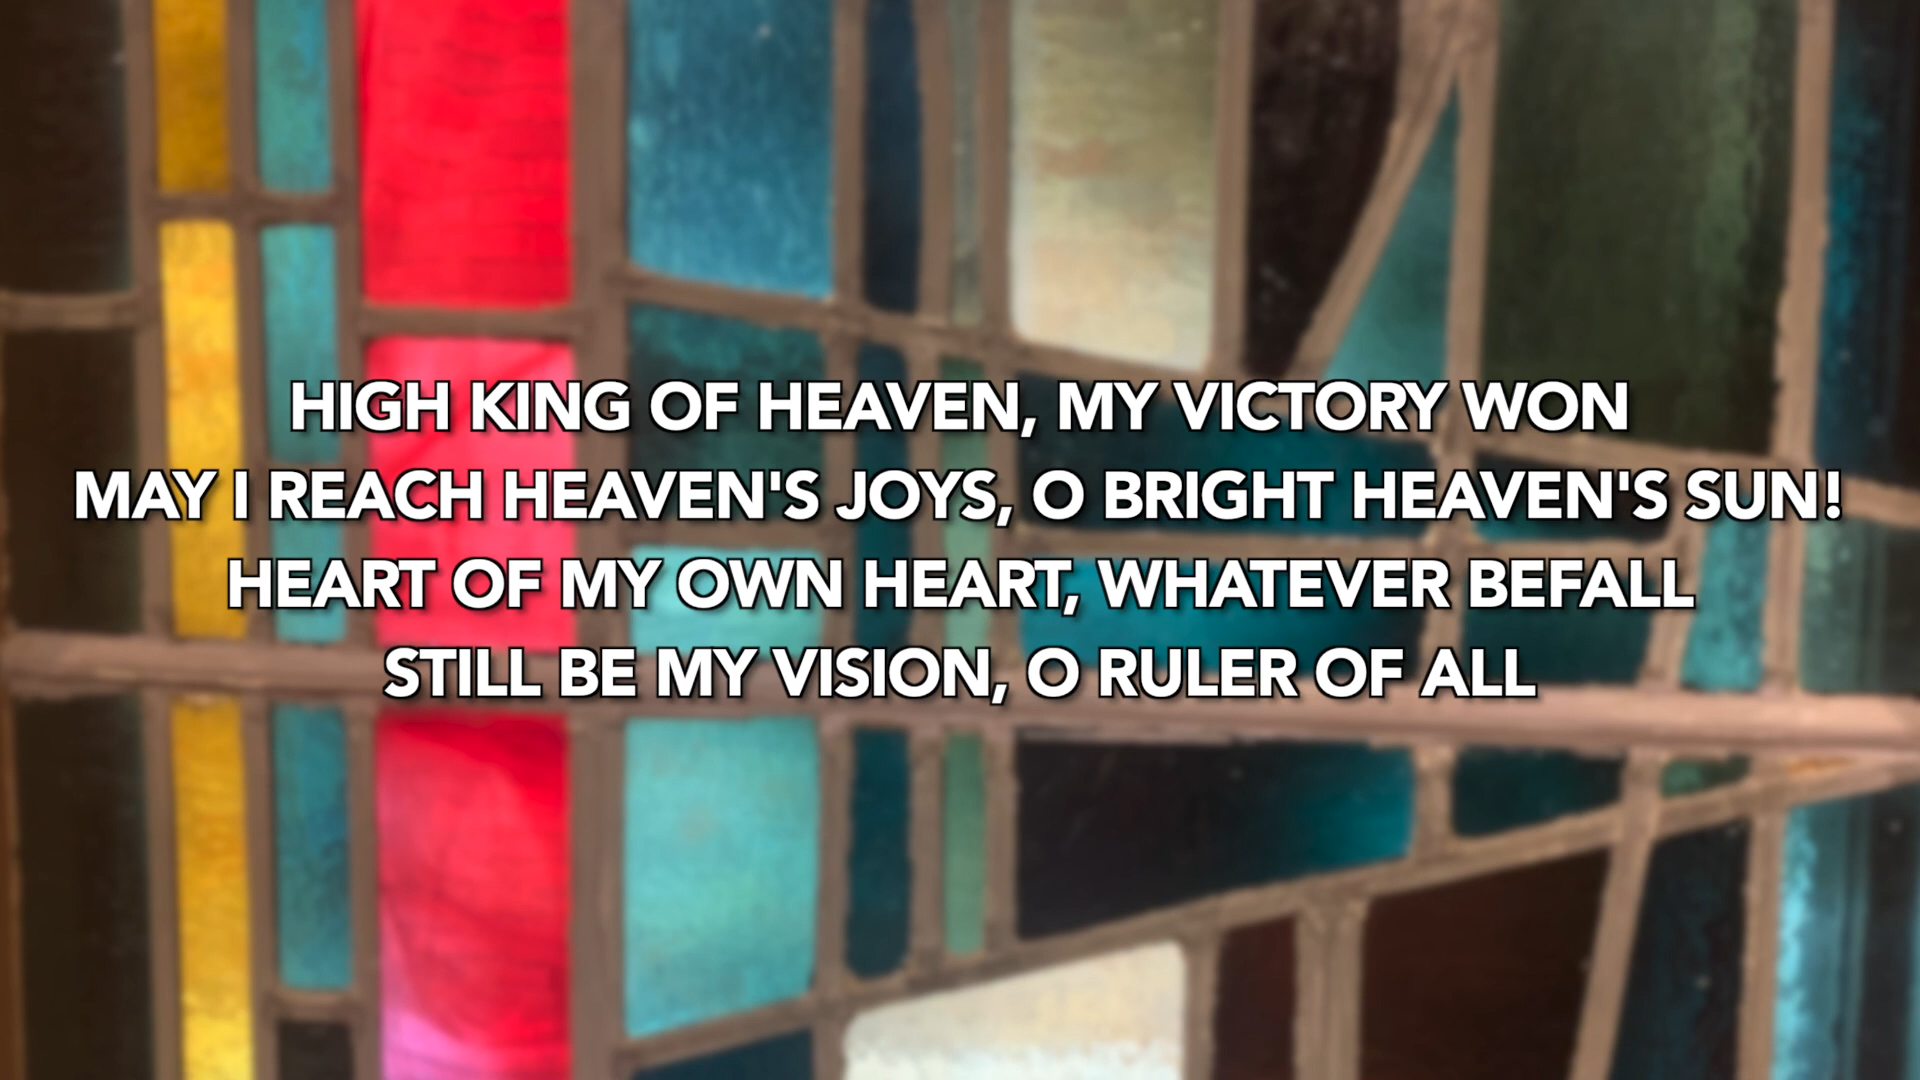 HIGH KING OF HEAVEN, MY VICTORY WON
MAY I REACH HEAVEN'S JOYS, O BRIGHT HEAVEN'S SUN!
HEART OF MY OWN HEART, WHATEVER BEFALL
STILL BE MY VISION, O RULER OF ALL